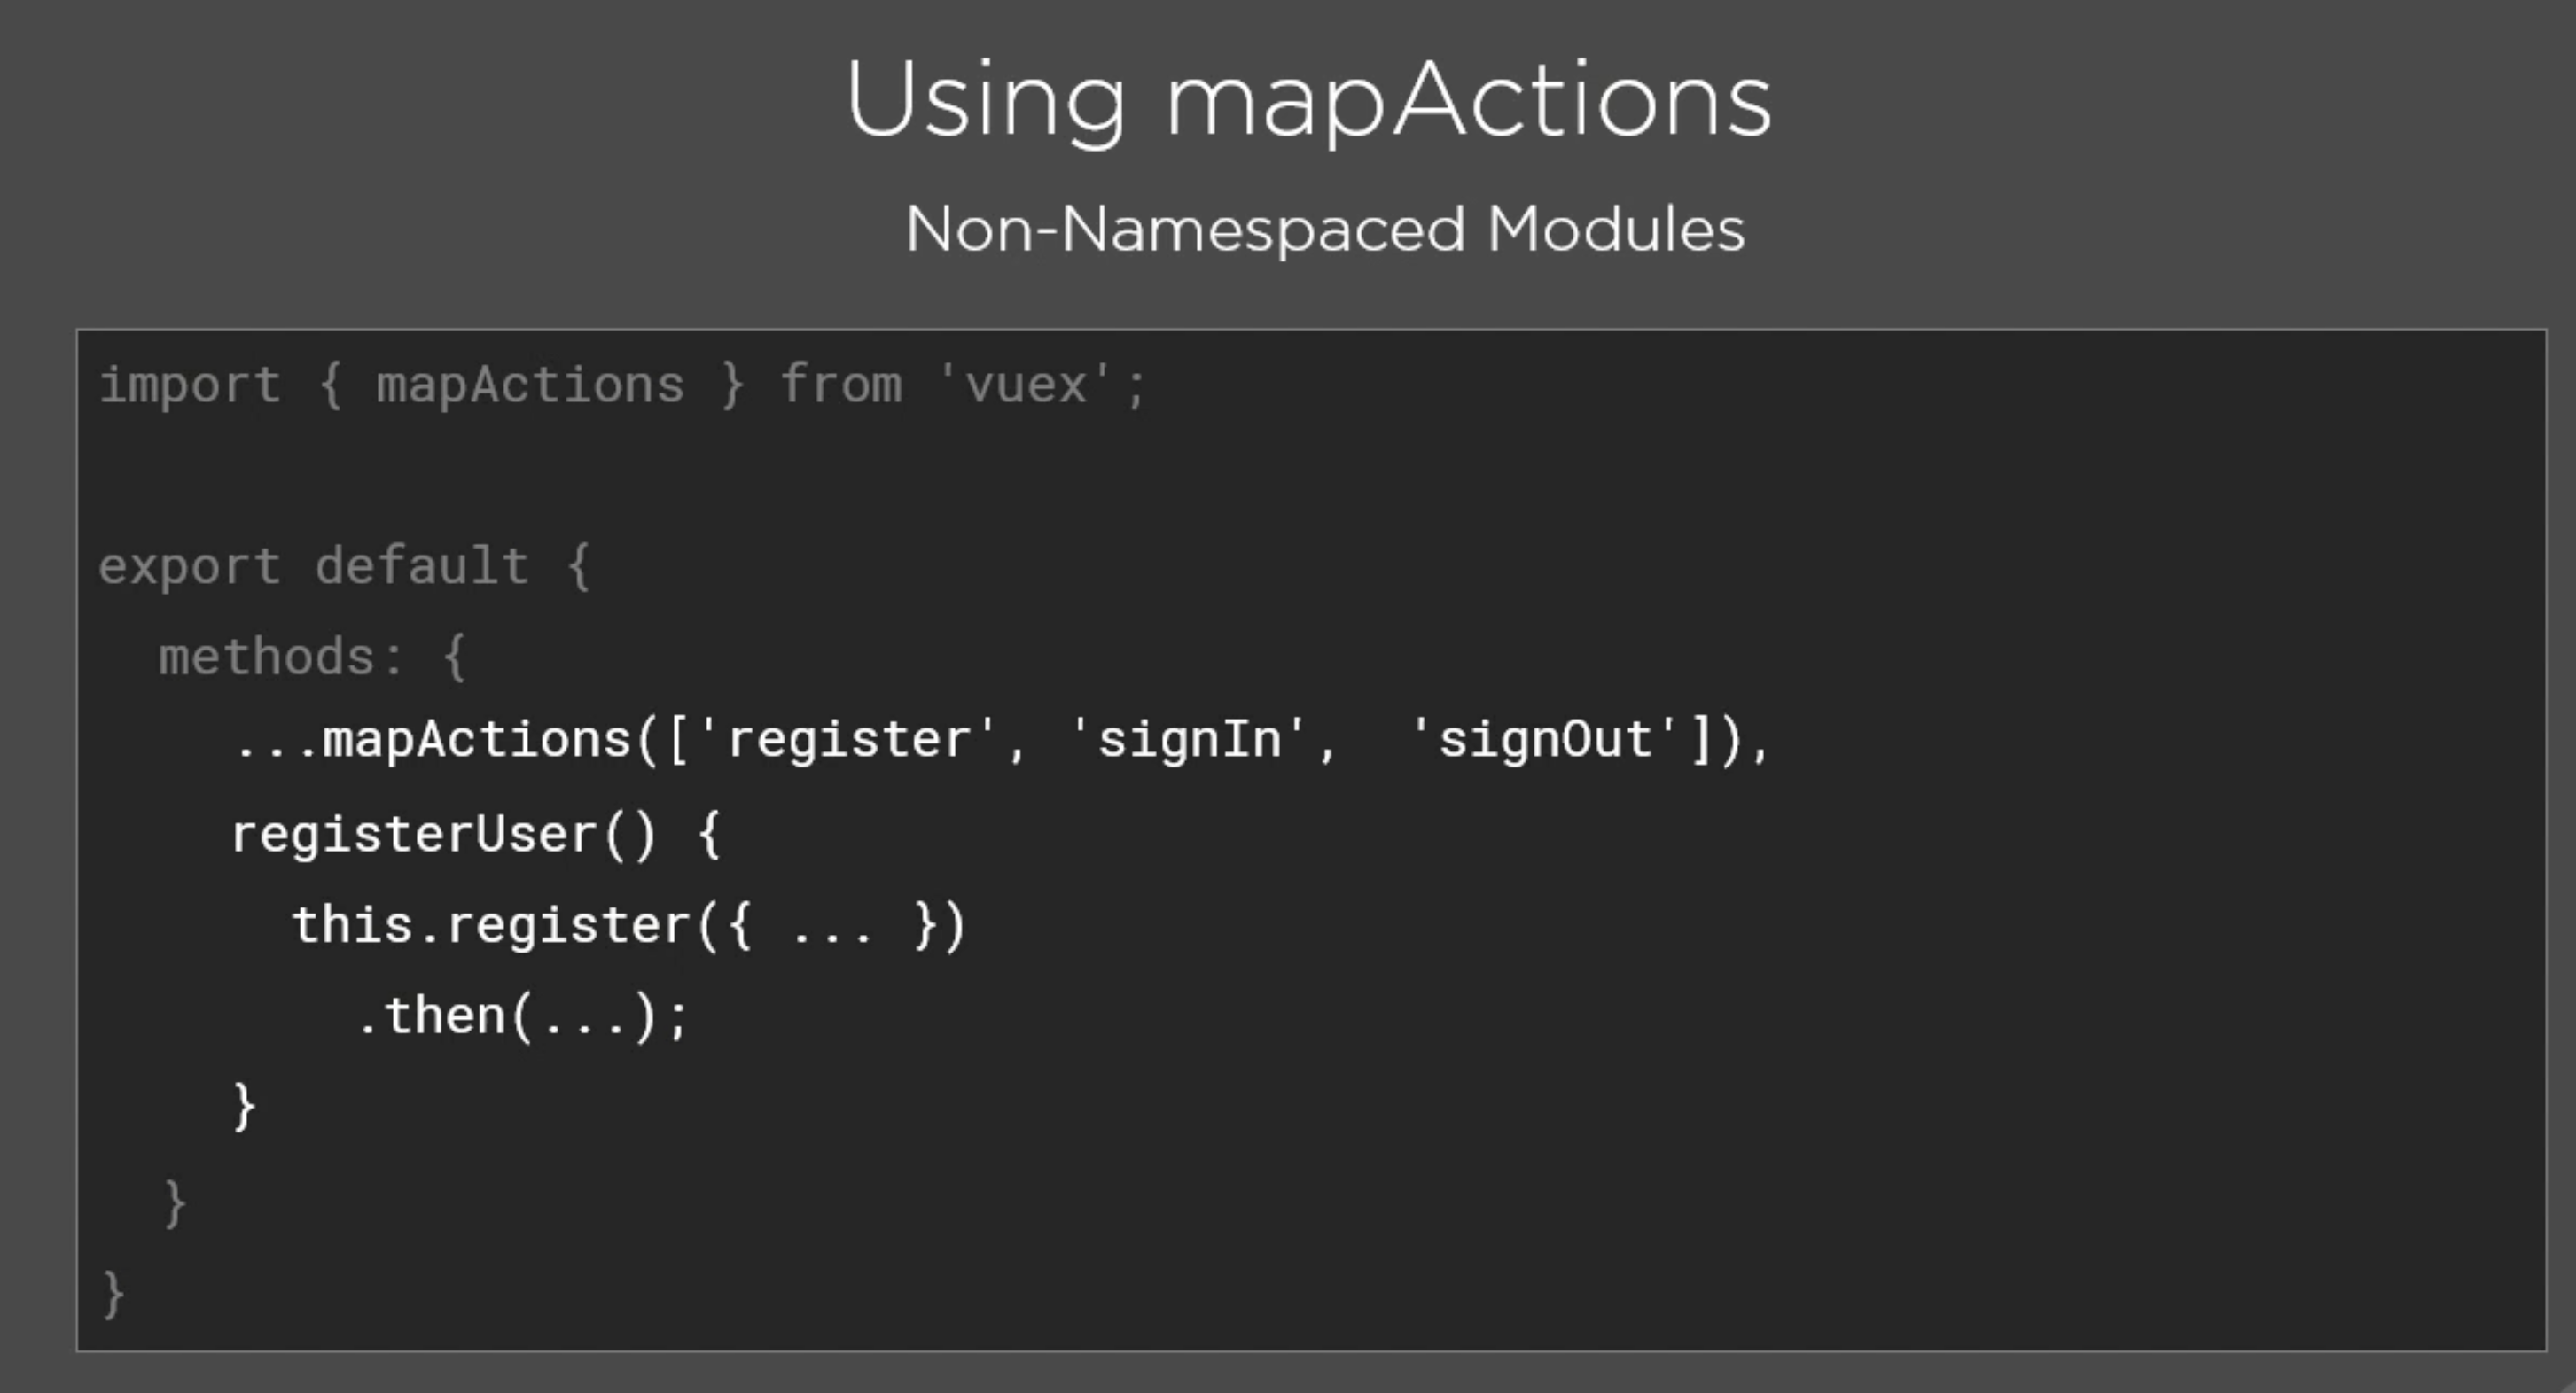 Using mapActions
Non-Namespaced Modules
import { mapActions } from 'vuex';
export default {
  methods: {
    ...mapActions(['register', 'signIn',  'signOut']),
    registerUser() {
      this.register({ ... })
        .then(...);
    }
  }
}